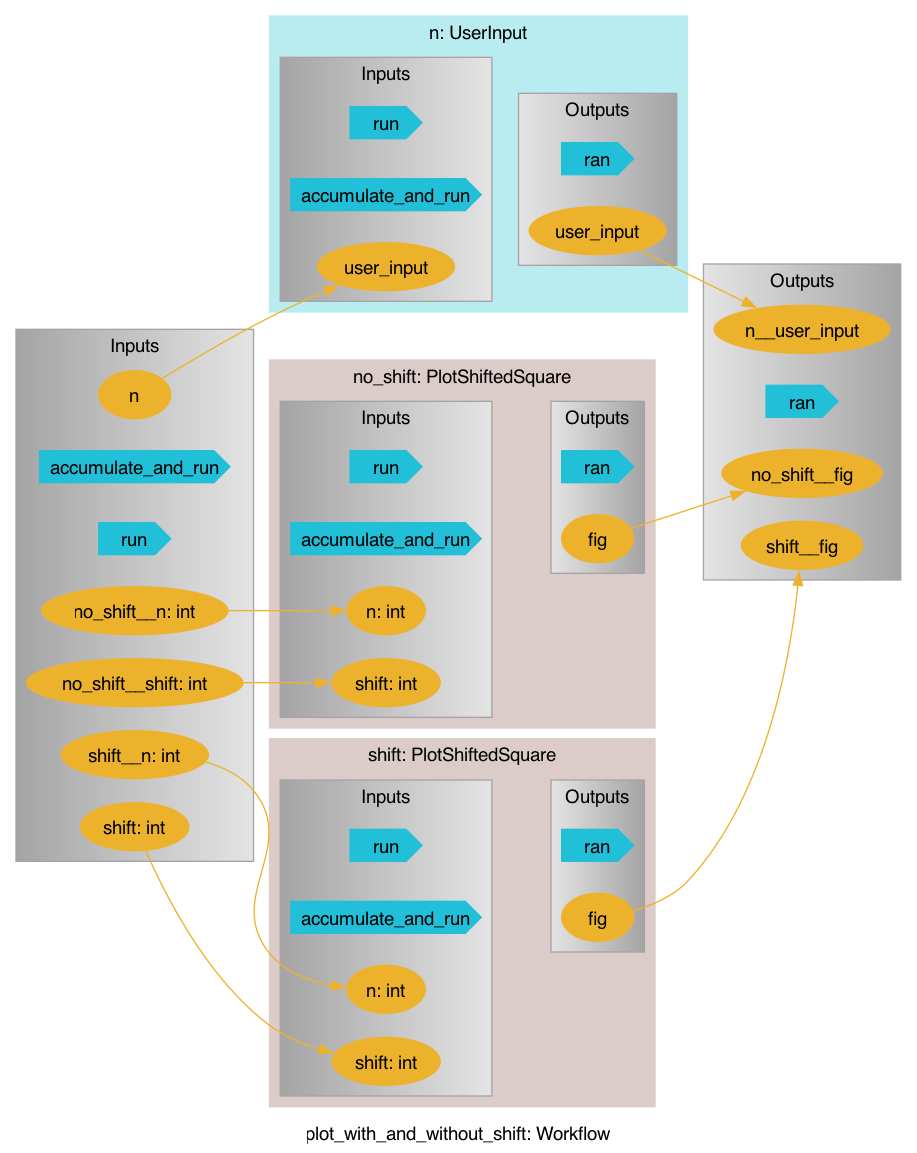 n: UserInput
Inputs
run
accumulate_and_run
user_input
Outputs
ran
user_input
Inputs
n
accumulate_and_run
run
no_shift__n: int
no_shift__shift: int
shift__n: int
shift: int
no_shift: PlotShiftedSquare
Inputs
run
accumulate_and_run
n: int
shift: int
Outputs
ran
fig
shift: PlotShiftedSquare
Inputs
run
accumulate_and_run
n: int
shift: int
Outputs
ran
fig
Outputs
n__user_input
ran
no_shift__fig
shift__fig
plot_with_and_without_shift: Workflow